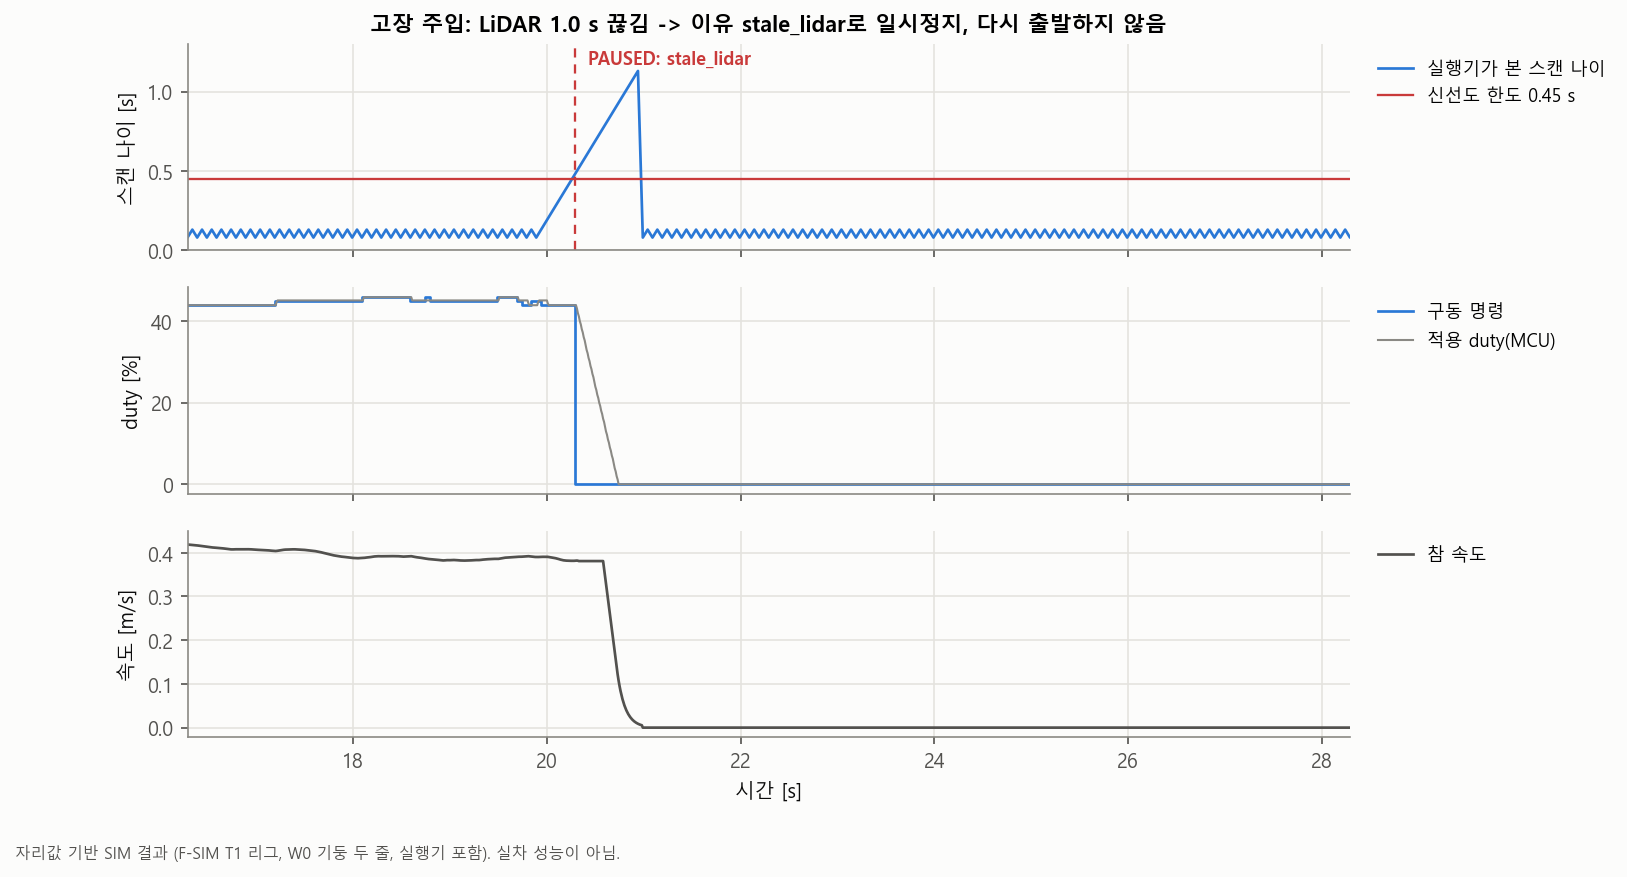 고장 주입: LiDAR 1.0 s 끊김 -> 이유 stale_lidar로 일시정지, 다시 출발하지 않음
PAUSED: stale_lidar
실행기가 본 스캔 나이
신선도 한도 0.45 s
스캔 나이 [s]
1.0
0.5
0.0
구동 명령
적용 duty(MCU)
duty [%]
40
20
0
참 속도
속도 [m/s]
0.4
0.3
0.2
0.1
0.0
18 20 22 24 26 28
시간 [s]
자리값 기반 SIM 결과 (F-SIM T1 리그, W0 기둥 두 줄, 실행기 포함). 실차 성능이 아님.